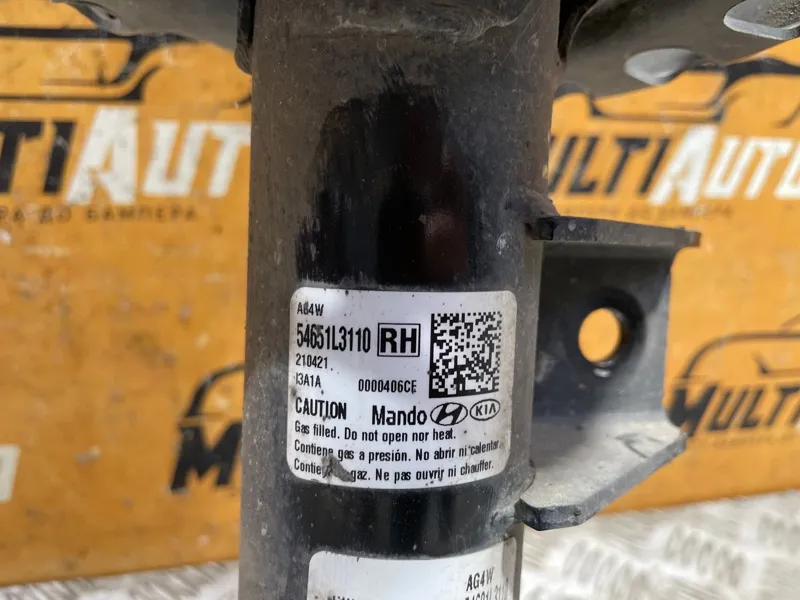 MULTIAUTO
MULTIAUTO
БАМПЕРА
AG4W
54651L3110 RH
210421
I3A1A 0000406CE
CAUTION Mando KIA
Gas filled. Do not open nor heat.
Contiene gas a presión. No abrir ni calentar.
gaz. Ne pas ouvrir ni chauffer.
AG4W